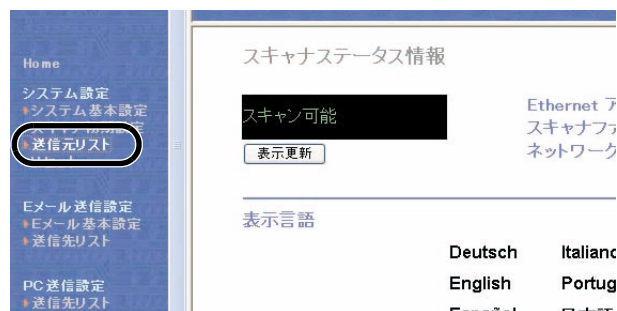 Home
システム設定
システム基本設定
送信元リスト
Eメール送信設定
Eメール基本設定
送信先リスト
PC送信設定
送信先リスト
スキャナステータス情報
スキャン可能
表示更新
Ethernet ア
スキャナファ
ネットワーク
表示言語
Deutsch Italiano
English Portug